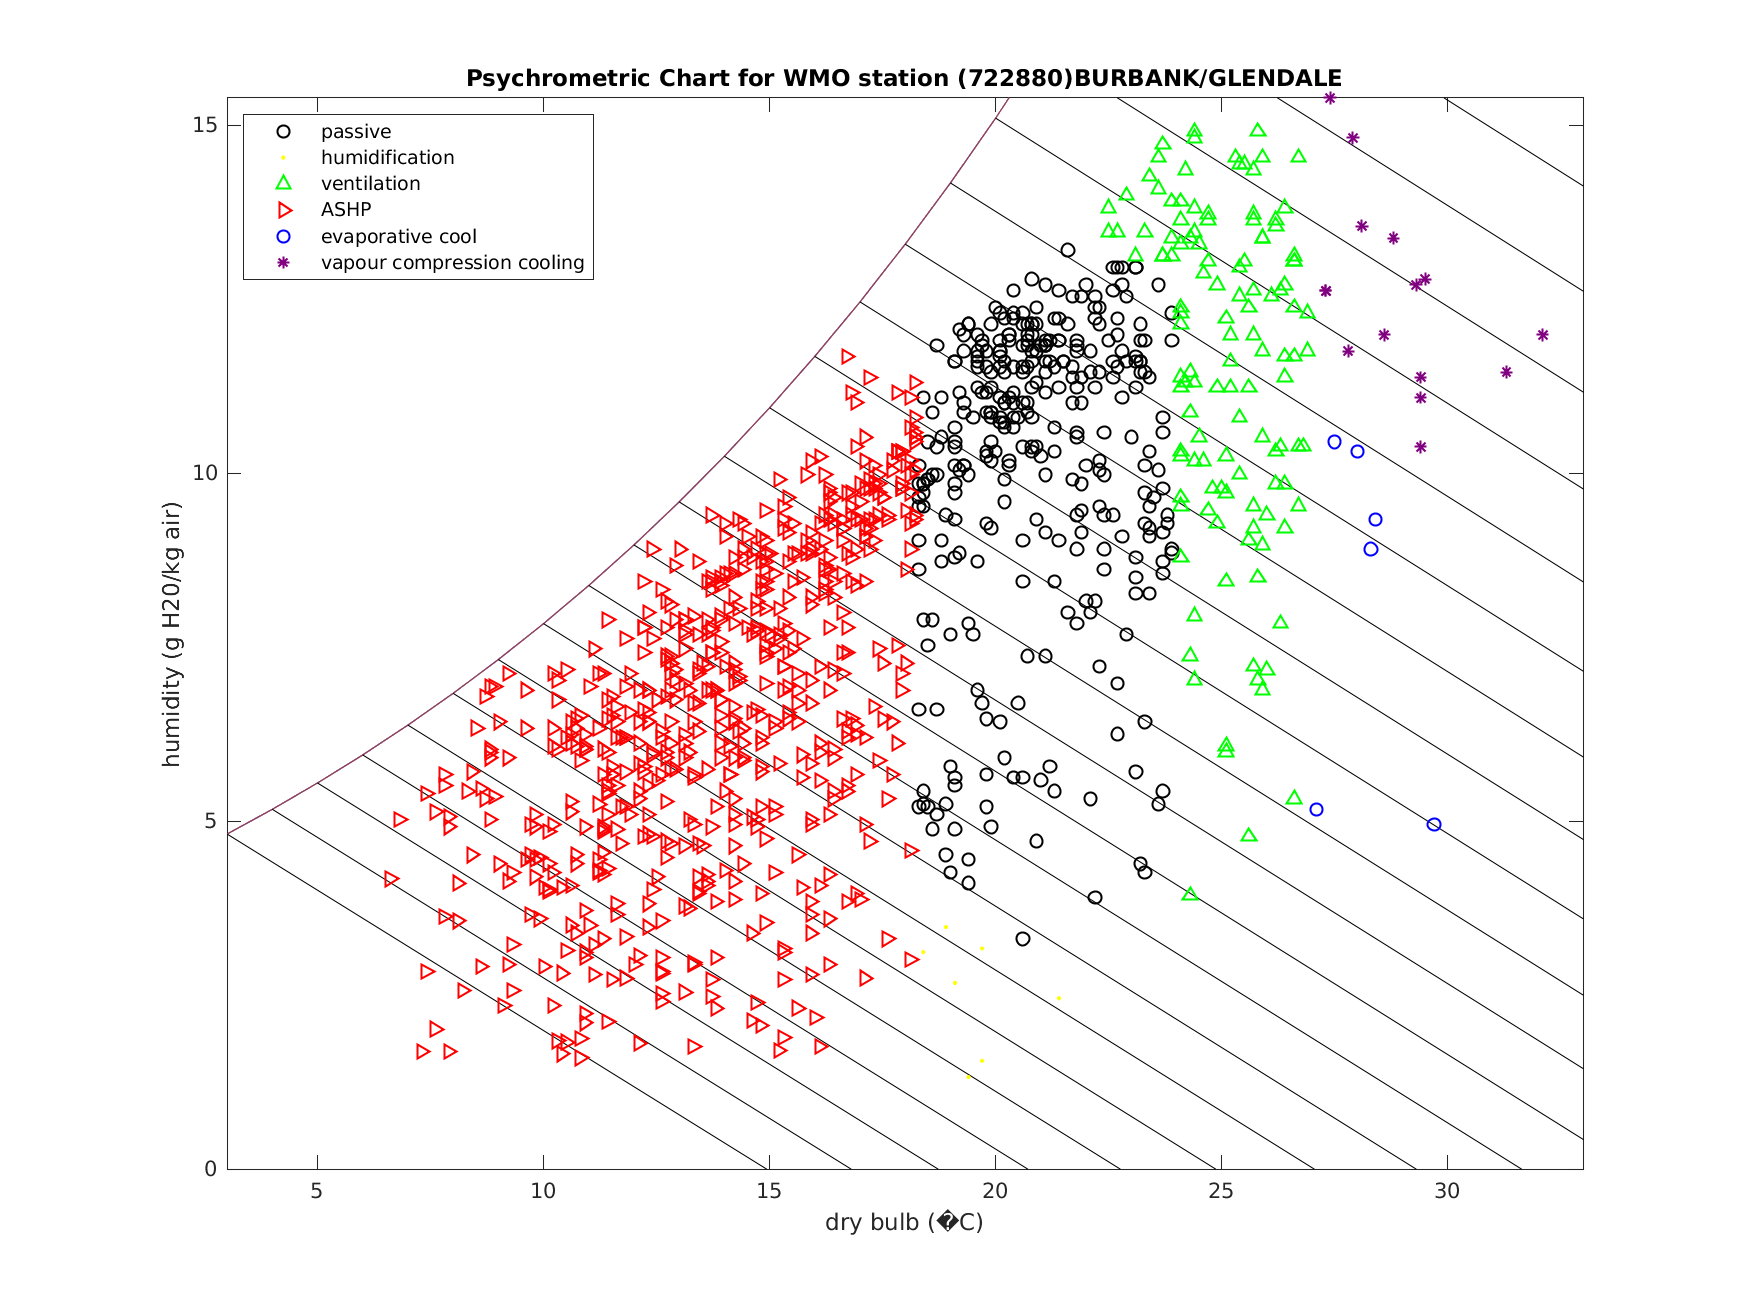 Psychrometric Chart for WMO station (722880)BURBANK/GLENDALE
passive
humidification
ventilation
ASHP
evaporative cool
vapour compression cooling
humidity (g H20/kg air)
15
10
5
0
5 10 15 20 25 30
dry bulb (�C)